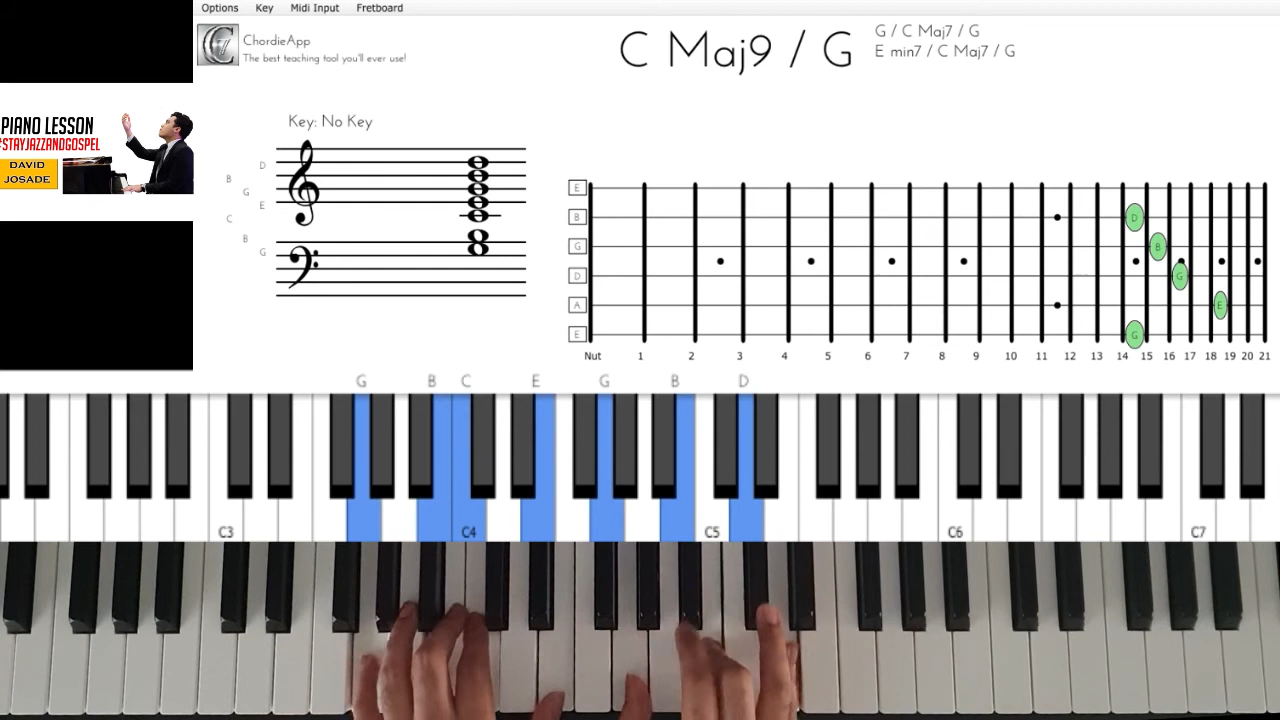 Options Key Midi Input Fretboard
ChordieApp
The best teaching tool you'll ever use!
C Maj9 / G
G / C Maj7 / G
E min7 / C Maj7 / G
PIANO LESSON
#STAYJAZZANDGOSPEL
DAVID
JOSADE
Key: No Key
D
B
G
E
C
B
G
E
B
G
D
A
E
D
B
G
E
G
Nut 1 2 3 4 5 6 7 8 9 10 11 12 13 14 15 16 17 18 19 20 21
G B C E G B D
C3 C4 C5 C6 C7